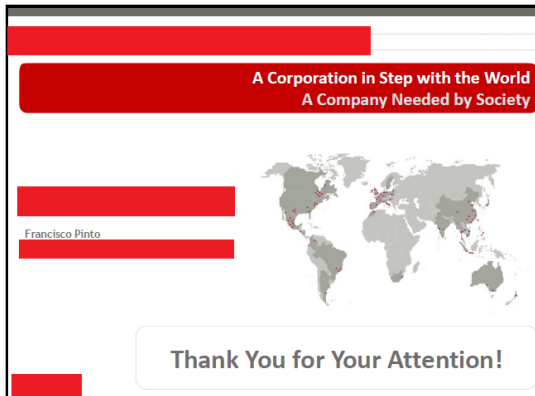 A Corporation in Step with the World
A Company Needed by Society
Francisco Pinto
Thank You for Your Attention!